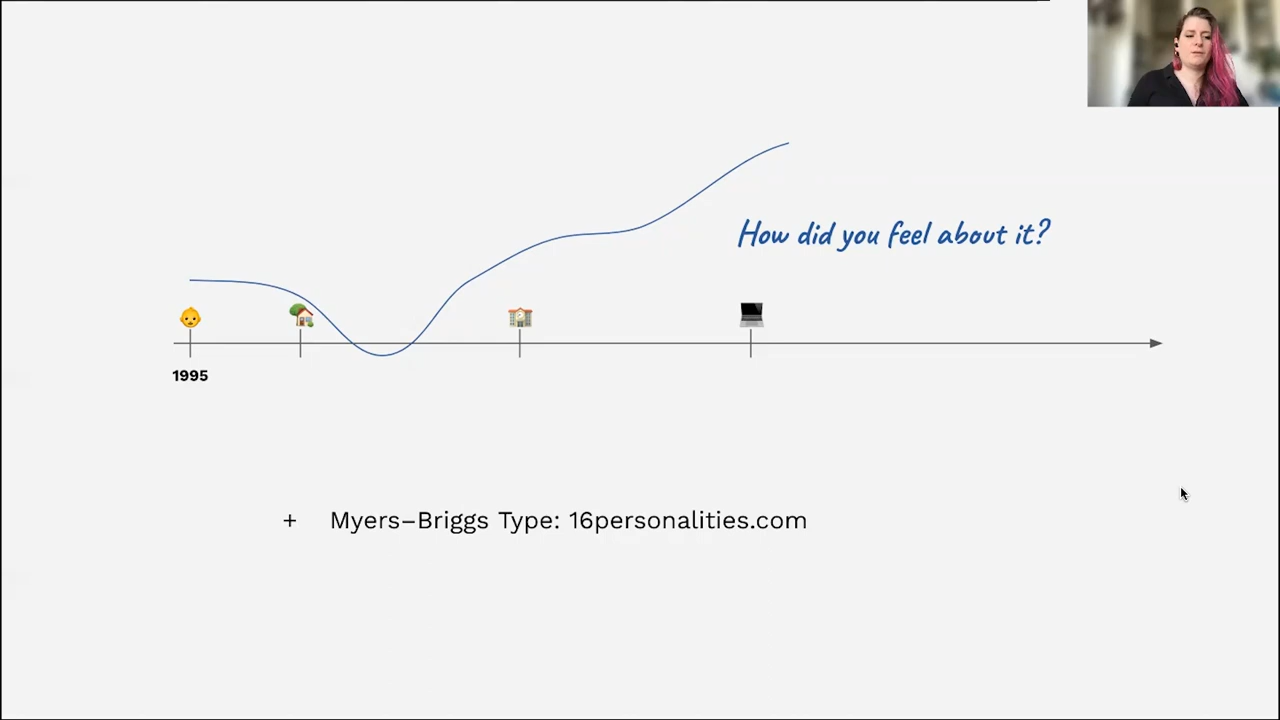 How did you feel about it?
1995
+ Myers–Briggs Type: 16personalities.com